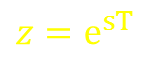 z = e^{sT}